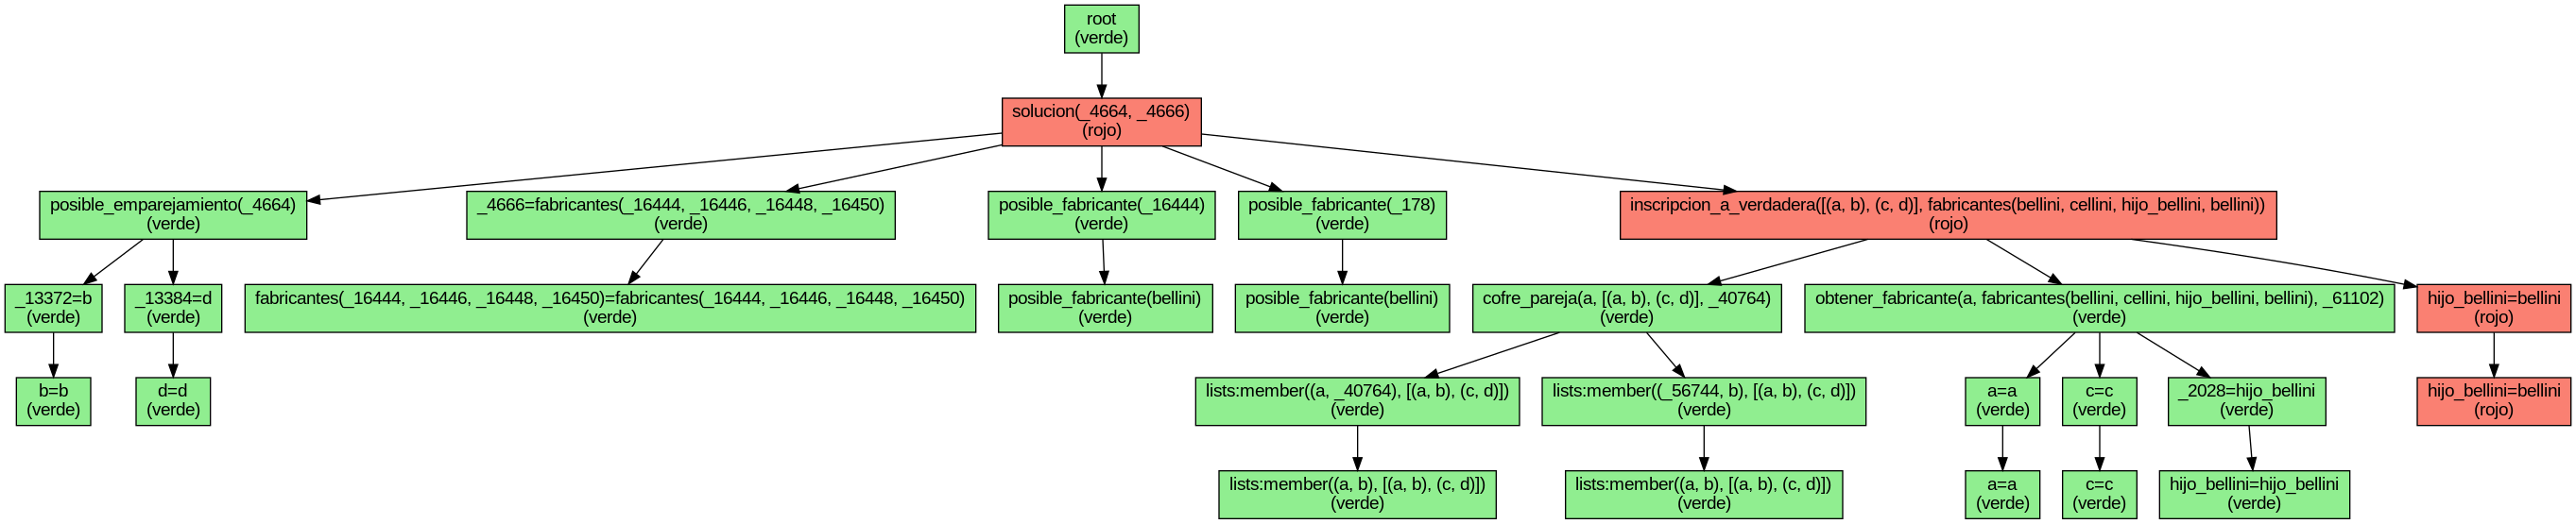 root
(verde)
solucion(_4664, _4666)
(rojo)
posible_emparejamiento(_4664)
(verde)
_4666=fabricantes(_16444, _16446, _16448, _16450)
(verde)
posible_fabricante(_16444)
(verde)
posible_fabricante(_178)
(verde)
inscripcion_a_verdadera([(a, b), (c, d)], fabricantes(bellini, cellini, hijo_bellini, bellini))
(rojo)
_13372=b
(verde)
_13384=d
(verde)
fabricantes(_16444, _16446, _16448, _16450)=fabricantes(_16444, _16446, _16448, _16450)
(verde)
posible_fabricante(bellini)
(verde)
posible_fabricante(bellini)
(verde)
cofre_pareja(a, [(a, b), (c, d)], _40764)
(verde)
obtener_fabricante(a, fabricantes(bellini, cellini, hijo_bellini, bellini), _61102)
(verde)
hijo_bellini=bellini
(rojo)
b=b
(verde)
d=d
(verde)
lists:member((a, _40764), [(a, b), (c, d)])
(verde)
lists:member((_56744, b), [(a, b), (c, d)])
(verde)
a=a
(verde)
c=c
(verde)
_2028=hijo_bellini
(verde)
hijo_bellini=bellini
(rojo)
lists:member((a, b), [(a, b), (c, d)])
(verde)
lists:member((a, b), [(a, b), (c, d)])
(verde)
a=a
(verde)
c=c
(verde)
hijo_bellini=hijo_bellini
(verde)